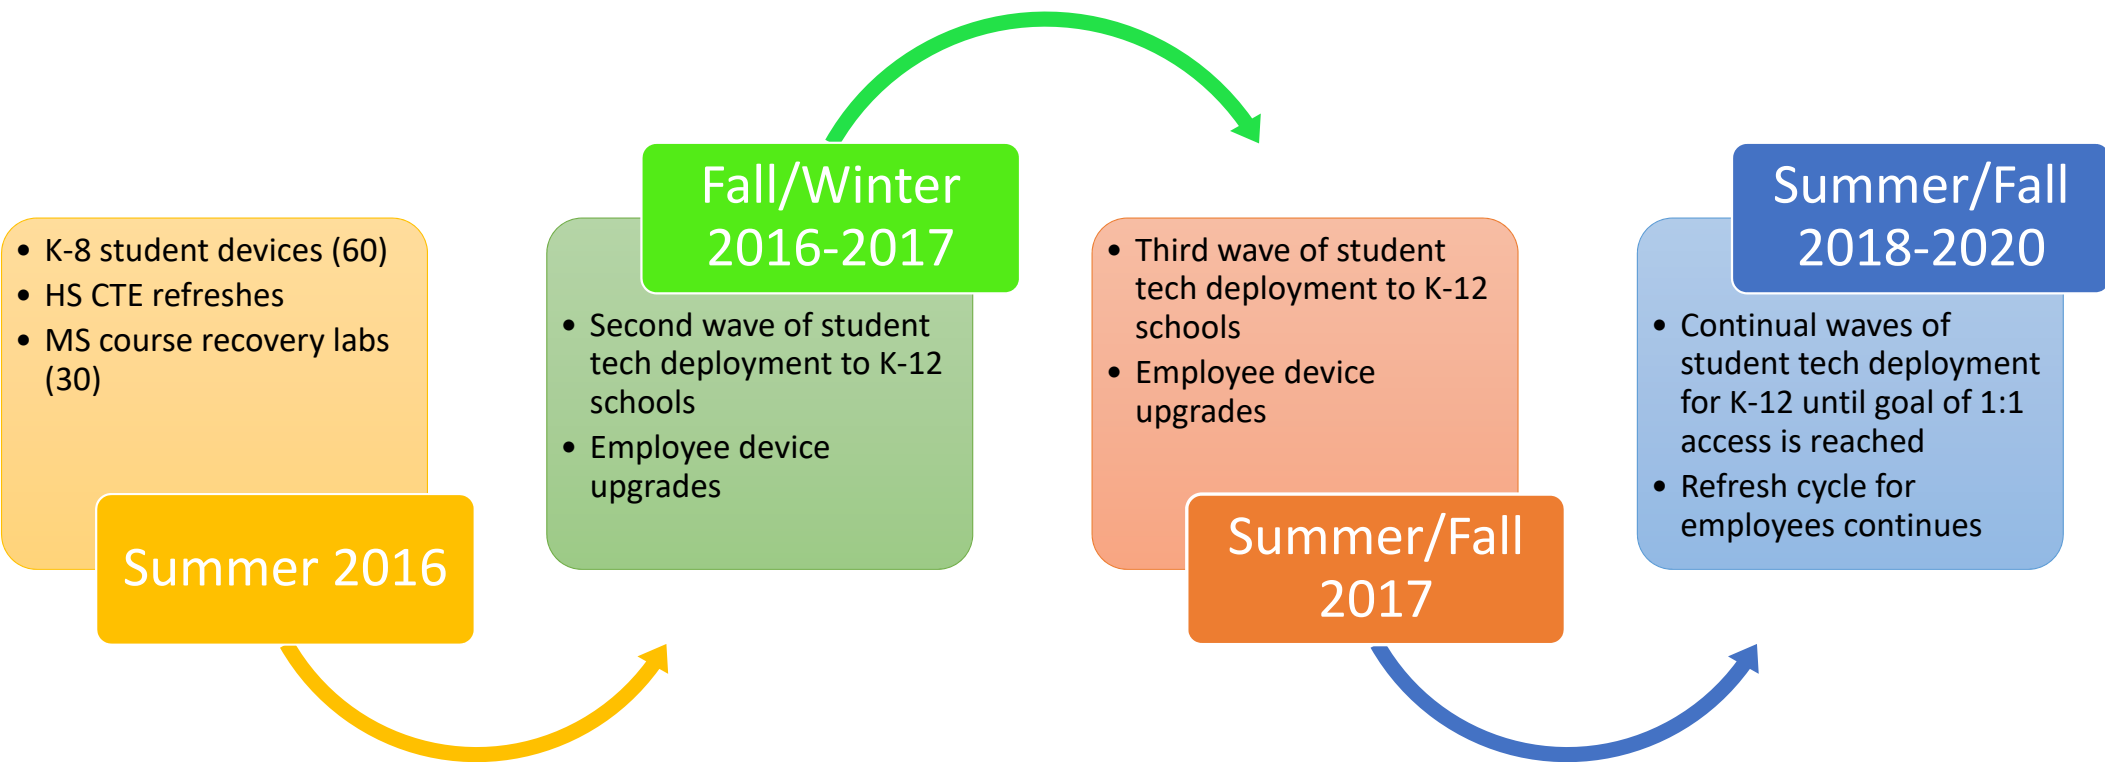 • K-8 student devices (60)
• HS CTE refreshes
• MS course recovery labs
(30)
Summer 2016
Fall/Winter
2016-2017
• Second wave of student
tech deployment to K-12
schools
• Employee device
upgrades
• Third wave of student
tech deployment to K-12
schools
• Employee device
upgrades
Summer/Fall
2017
Summer/Fall
2018-2020
• Continual waves of
student tech deployment
for K-12 until goal of 1:1
access is reached
• Refresh cycle for
employees continues